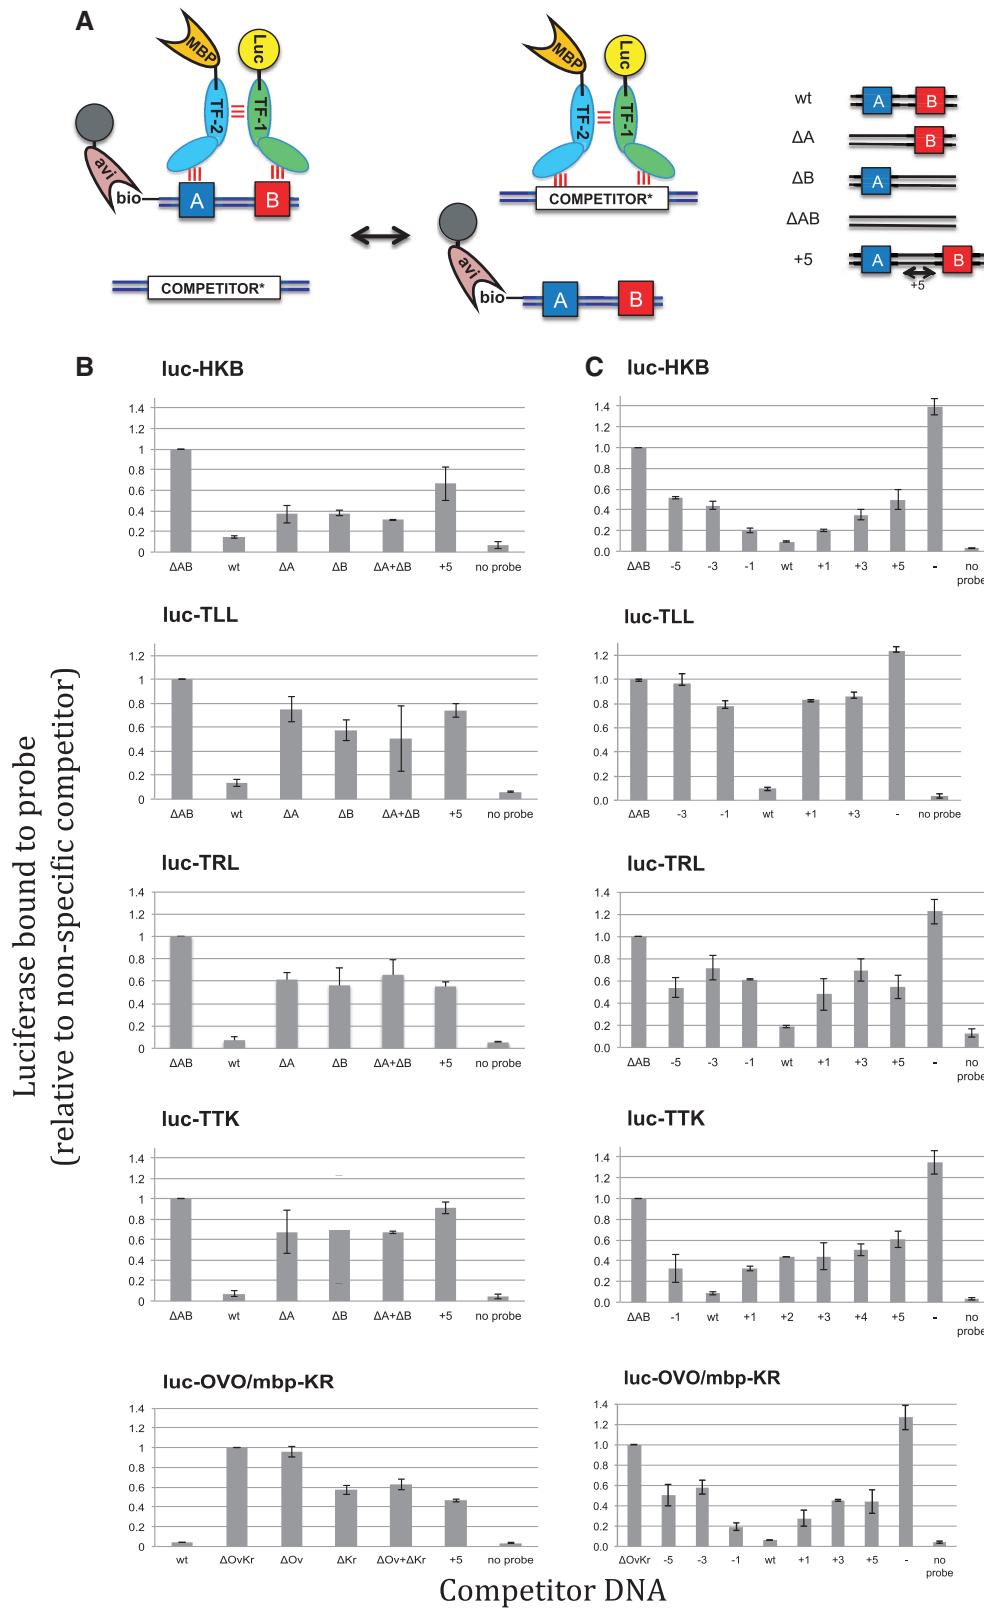 A
MBP
Luc
TF-2
TF-1
avi
bio
A
B
COMPETITOR*
MBP
Luc
TF-2
TF-1
COMPETITOR*
avi
bio
A
B
wt
A
B
ΔA
B
ΔB
A
ΔAB
+5
A
B
+5
Luciferase bound to probe
(relative to non-specific competitor)
B
luc-HKB
1.4
1.2
1
0.8
0.6
0.4
0.2
0
ΔAB wt ΔA ΔB ΔA+ΔB +5 no probe
luc-TLL
1.2
1
0.8
0.6
0.4
0.2
0
ΔAB wt ΔA ΔB ΔA+ΔB +5 no probe
luc-TRL
1.4
1.2
1
0.8
0.6
0.4
0.2
0
ΔAB wt ΔA ΔB ΔA+ΔB +5 no probe
luc-TTK
1.4
1.2
1
0.8
0.6
0.4
0.2
0
ΔAB wt ΔA ΔB ΔA+ΔB +5 no probe
luc-OVO/mbp-KR
1.4
1.2
1
0.8
0.6
0.4
0.2
0
wt ΔOvKr ΔOv ΔKr ΔOv+ΔKr +5 no probe
C
luc-HKB
1.4
1.2
1.0
0.8
0.6
0.4
0.2
0.0
ΔAB -5 -3 -1 wt +1 +3 +5 - no
probe
luc-TLL
1.2
1.0
0.8
0.6
0.4
0.2
0.0
ΔAB -3 -1 wt +1 +3 - no probe
luc-TRL
1.4
1.2
1.0
0.8
0.6
0.4
0.2
0.0
ΔAB -5 -3 -1 wt +1 +3 +5 - no
probe
luc-TTK
1.4
1.2
1.0
0.8
0.6
0.4
0.2
0.0
ΔAB -1 wt +1 +2 +3 +4 +5 - no
probe
luc-OVO/mbp-KR
1.4
1.2
1.0
0.8
0.6
0.4
0.2
0.0
ΔOvKr -5 -3 -1 wt +1 +3 +5 - no
probe
Competitor DNA